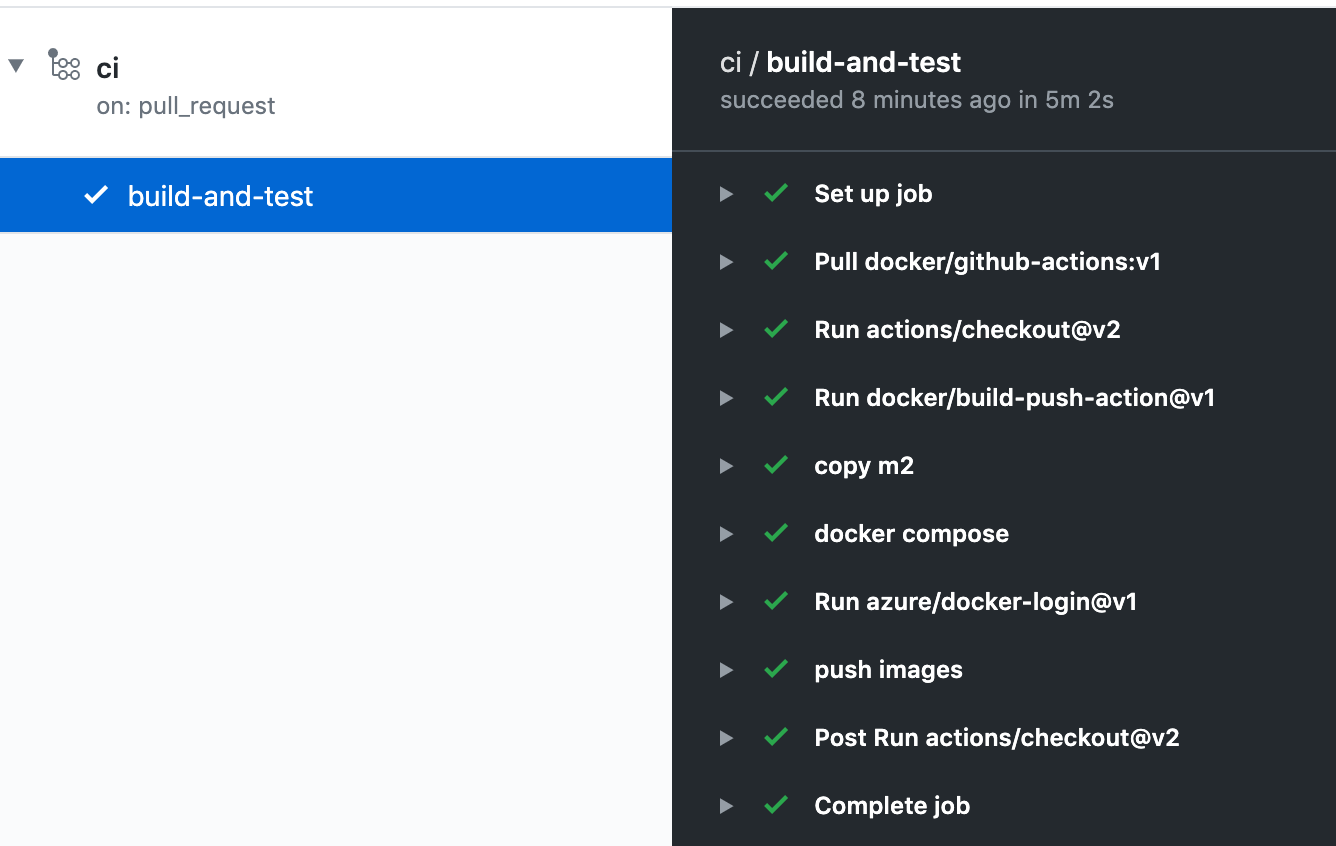 ci
on: pull_request
build-and-test
ci / build-and-test
succeeded 8 minutes ago in 5m 2s
Set up job
Pull docker/github-actions:v1
Run actions/checkout@v2
Run docker/build-push-action@v1
copy m2
docker compose
Run azure/docker-login@v1
push images
Post Run actions/checkout@v2
Complete job